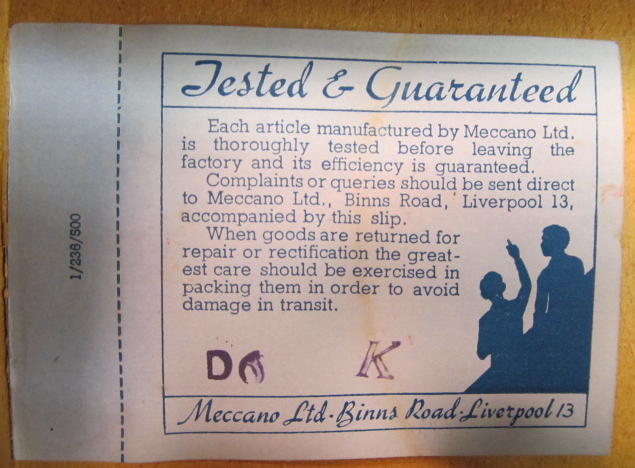 Tested & Guaranteed
Each article manufactured by Meccano Ltd.
is thoroughly tested before leaving the
factory and its efficiency is guaranteed.
Complaints or queries should be sent direct
to Meccano Ltd., Binns Road, Liverpool 13,
accompanied by this slip.
When goods are returned for
repair or rectification the great-
est care should be exercised in
packing them in order to avoid
damage in transit.
D6 K
Meccano Ltd·Binns Road·Liverpool 13
1/236/500